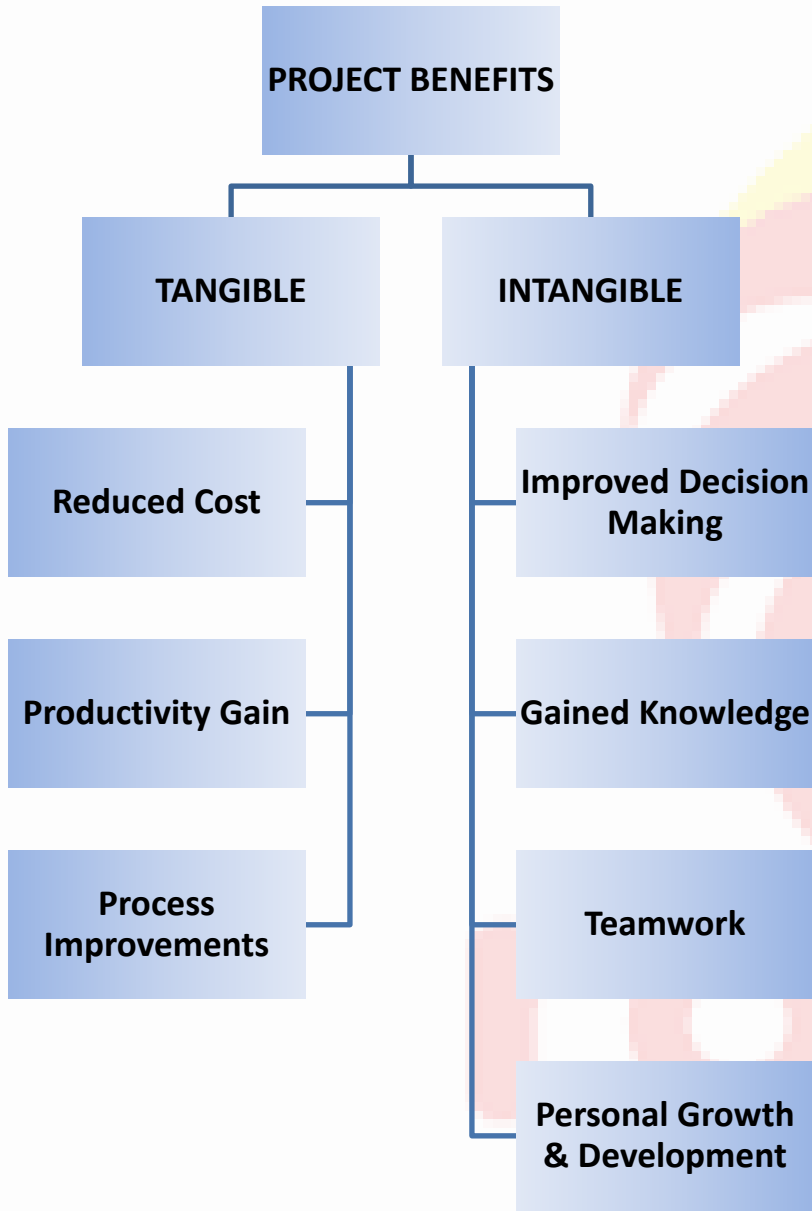 PROJECT BENEFITS
TANGIBLE
INTANGIBLE
Reduced Cost
Productivity Gain
Process
Improvements
Improved Decision
Making
Gained Knowledge
Teamwork
Personal Growth
& Development